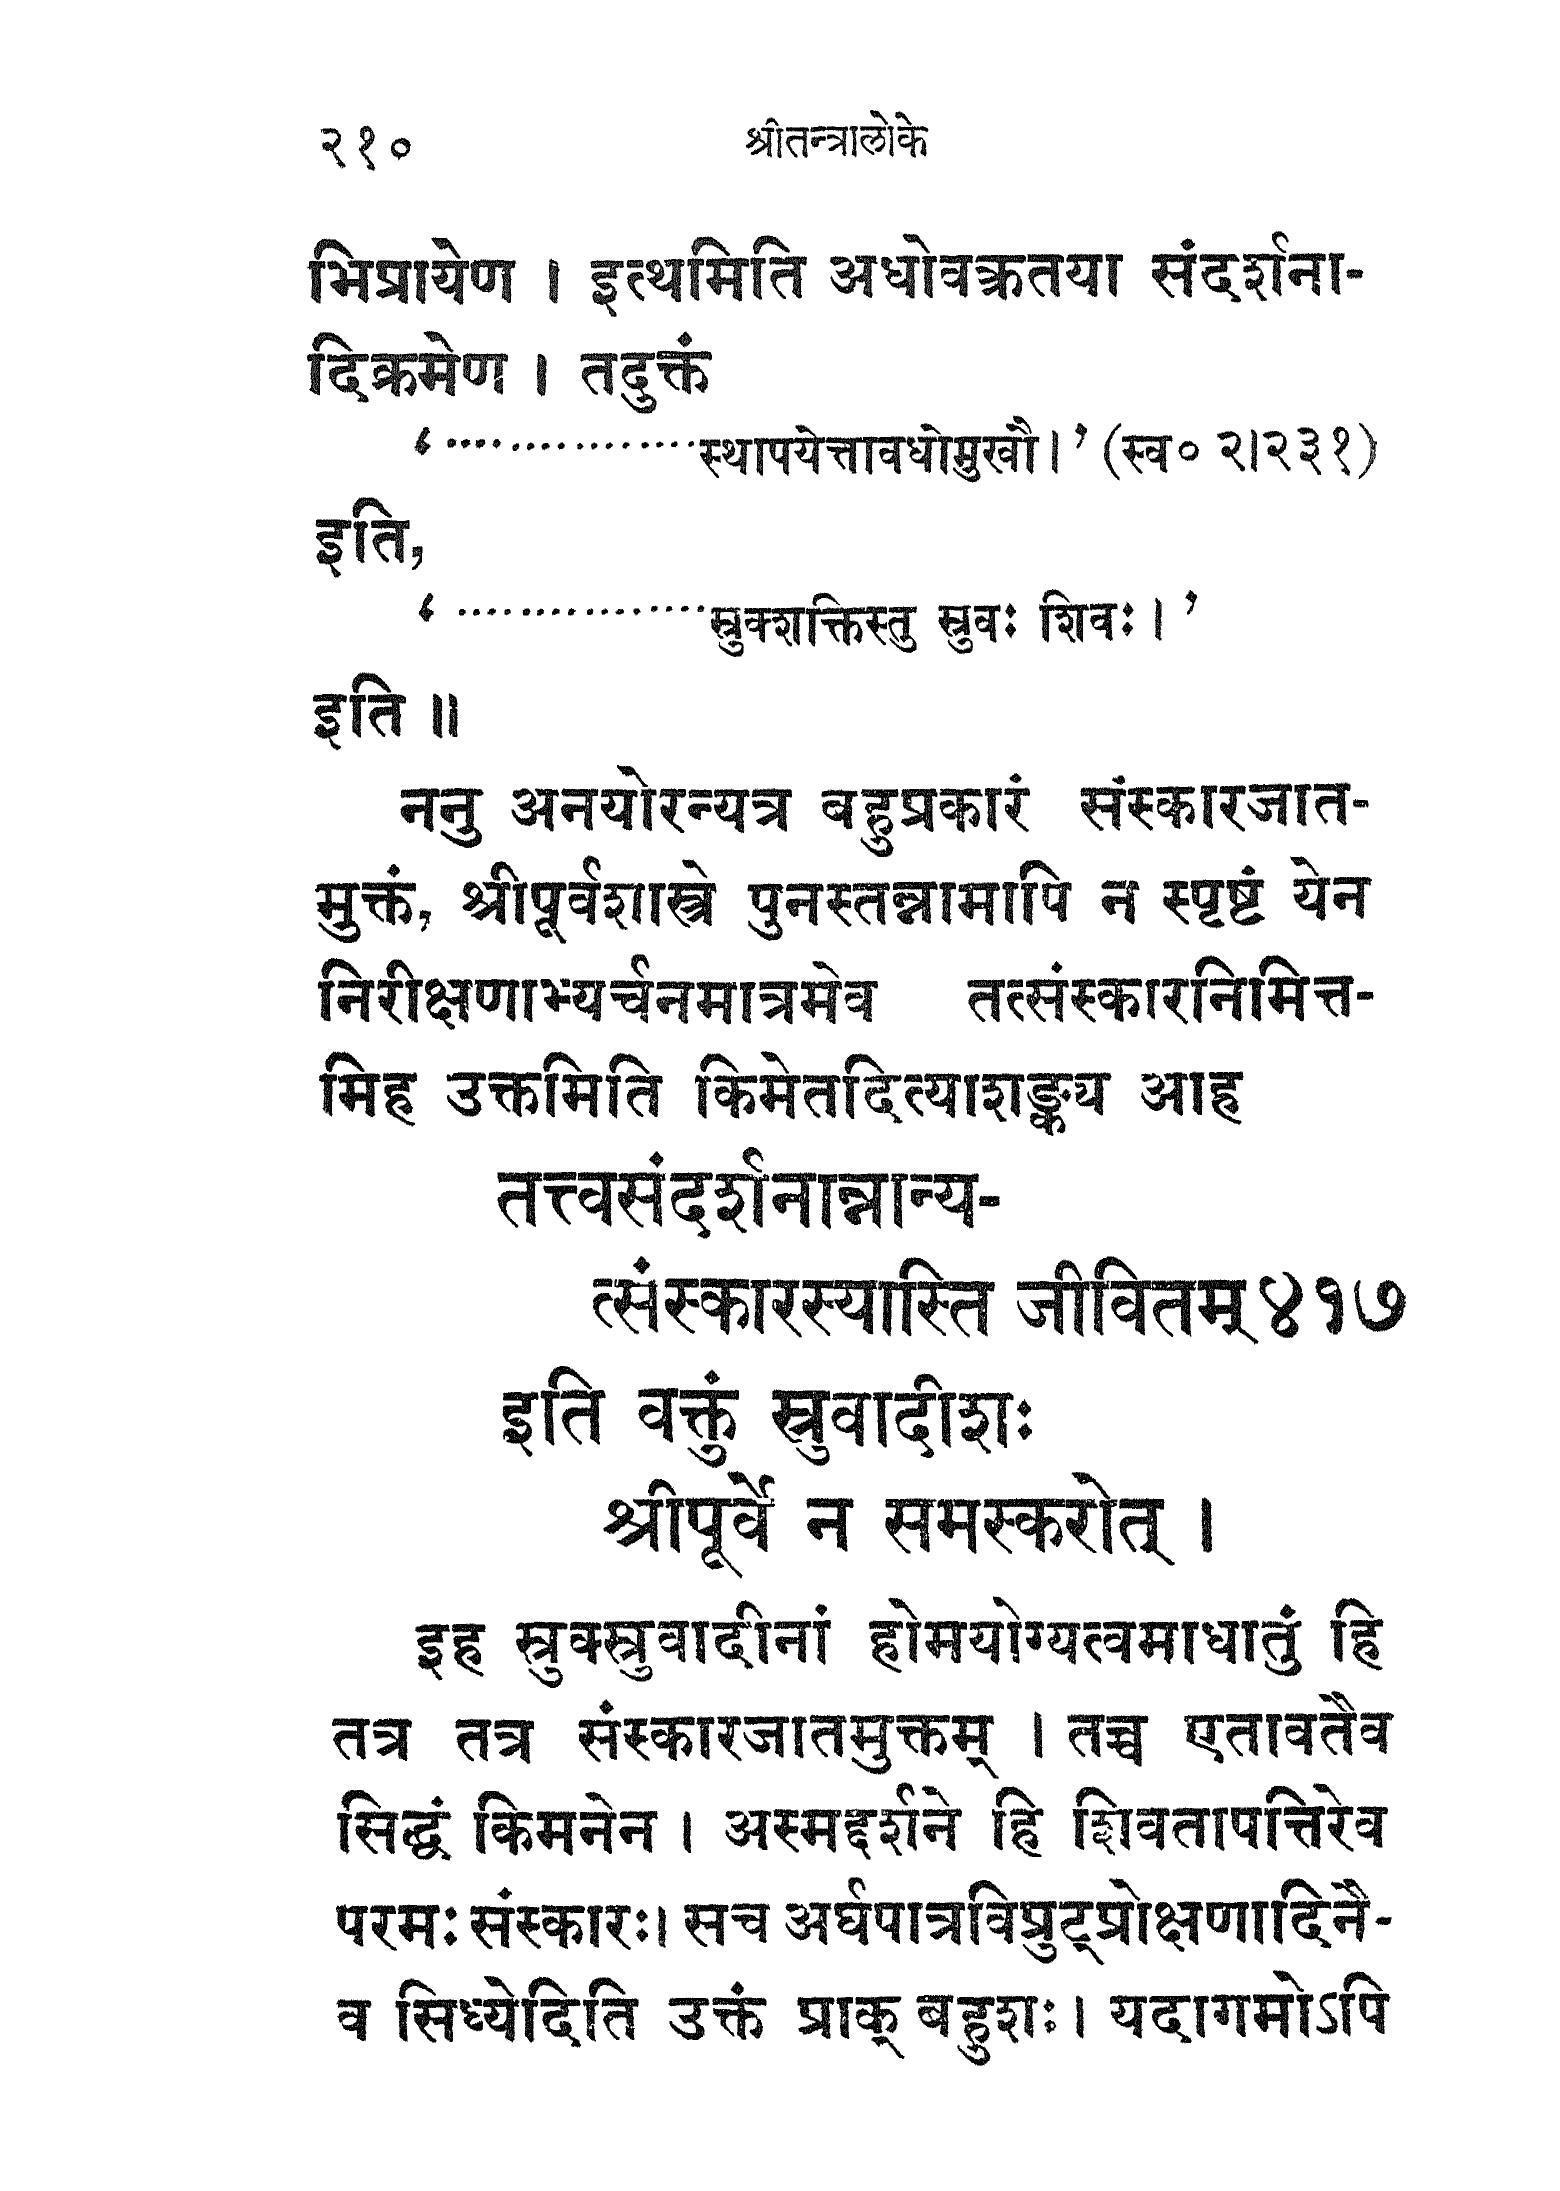 २१० श्रीतन्त्रालोके
भिप्रायेण । इत्थमिति अधोवक्त्रतया संदर्शना-
दिक्रमेण । तदुक्तं
‘··················स्थापयेत्तावधोमुखौ।’ (स्व० २।२३१)
इति,
‘··················स्रुक्शक्तिस्तु स्रुवः शिवः।’
इति ॥
ननु अनयोरन्यत्र बहुप्रकारं संस्कारजात-
मुक्तं, श्रीपूर्वशास्त्रे पुनस्तन्नामापि न स्पृष्टं येन
निरीक्षणाभ्यर्चनमात्रमेव तत्संस्कारनिमित्त-
मिह उक्तमिति किमेतदित्याशङ्क्य आह
तत्त्वसंदर्शनान्नान्य-
त्संस्कारस्यास्ति जीवितम् ४१७
इति वक्तुं स्रुवादीशः
श्रीपूर्वे न समस्करोत् ।
इह स्रुक्स्रुवादीनां होमयोग्यत्वमाधातुं हि
तत्र तत्र संस्कारजातमुक्तम् । तच्च एतावतैव
सिद्धं किमनेन । अस्मद्दर्शने हि शिवतापत्तिरेव
परमः संस्कारः। सच अर्घपात्रविप्रुट्प्रोक्षणादिनै-
व सिध्येदिति उक्तं प्राक् बहुशः। यदागमोऽपि